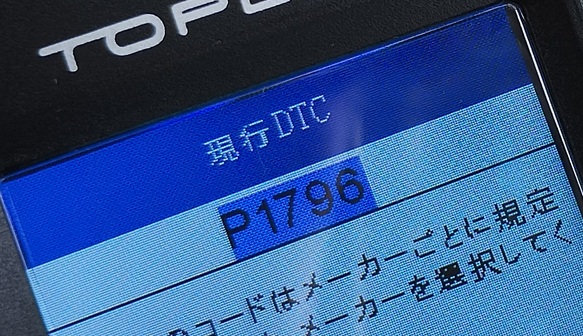 TOP
現行DTC
P1796
コードはメーカーごとに規定
メーカーを選択してく